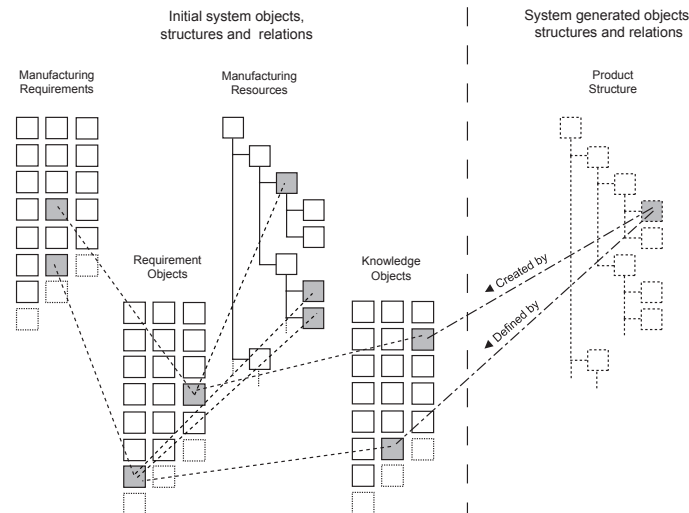 Initial system objects,
structures and  relations
System generated objects
structures and relations
Manufacturing
Requirements
Manufacturing
Resources
Product
Structure
Requirement
Objects
Knowledge
Objects
Created by
Defined by